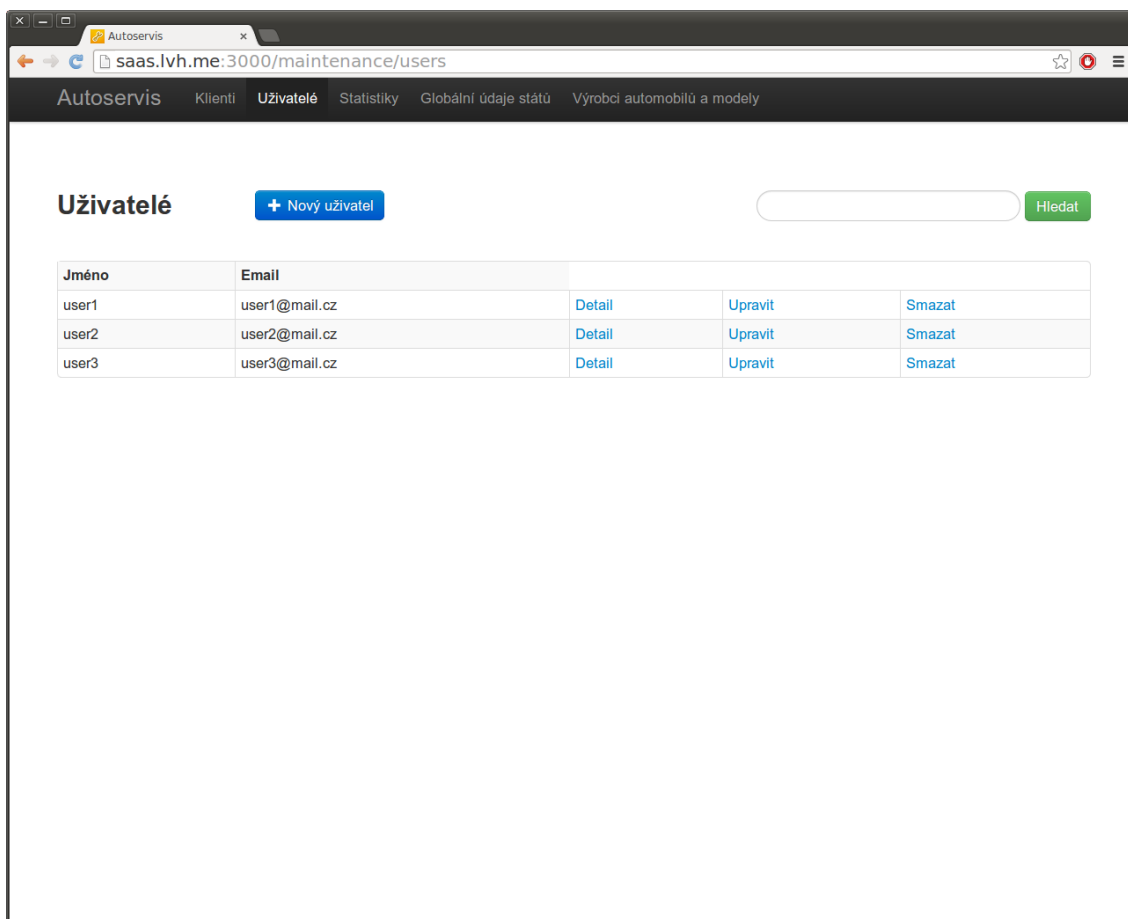 Autoservis
saas.lvh.me:3000/maintenance/users
Autoservis Klienti Uživatelé Statistiky Globální údaje států Výrobci automobilů a modely
Uživatelé + Nový uživatel Hledat
Jméno Email
user1 user1@mail.cz Detail Upravit Smazat
user2 user2@mail.cz Detail Upravit Smazat
user3 user3@mail.cz Detail Upravit Smazat